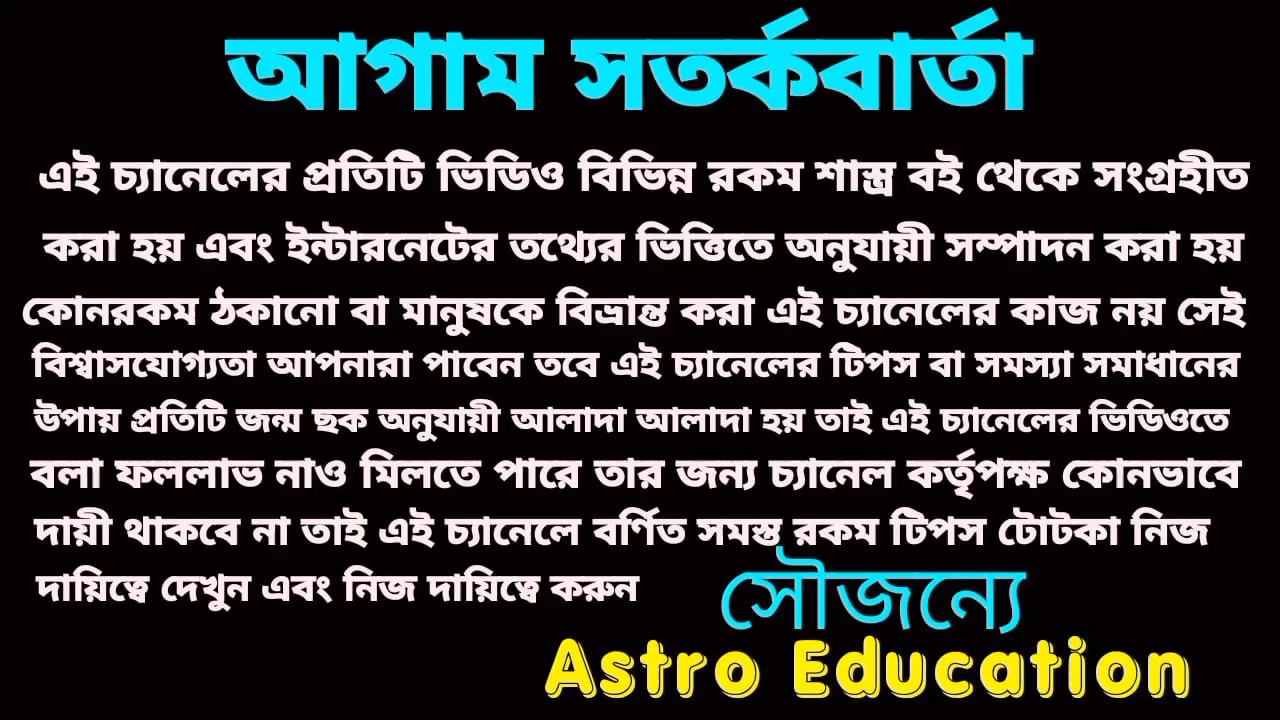 আগাম সতর্কবার্তা
এই চ্যানেলের প্রতিটি ভিডিও বিভিন্ন রকম শাস্ত্র বই থেকে সংগ্রহীত
করা হয় এবং ইন্টারনেটের তথ্যের ভিত্তিতে অনুযায়ী সম্পাদন করা হয়
কোনরকম ঠকানো বা মানুষকে বিভ্রান্ত করা এই চ্যানেলের কাজ নয় সেই
বিশ্বাসযোগ্যতা আপনারা পাবেন তবে এই চ্যানেলের টিপস বা সমস্যা সমাধানের
উপায় প্রতিটি জন্ম ছক অনুযায়ী আলাদা আলাদা হয় তাই এই চ্যানেলের ভিডিওতে
বলা ফললাভ নাও মিলতে পারে তার জন্য চ্যানেল কর্তৃপক্ষ কোনভাবে
দায়ী থাকবে না তাই এই চ্যানেলে বর্ণিত সমস্ত রকম টিপস টোটকা নিজ
দায়িত্বে দেখুন এবং নিজ দায়িত্বে করুন
সৌজন্যে
Astro Education